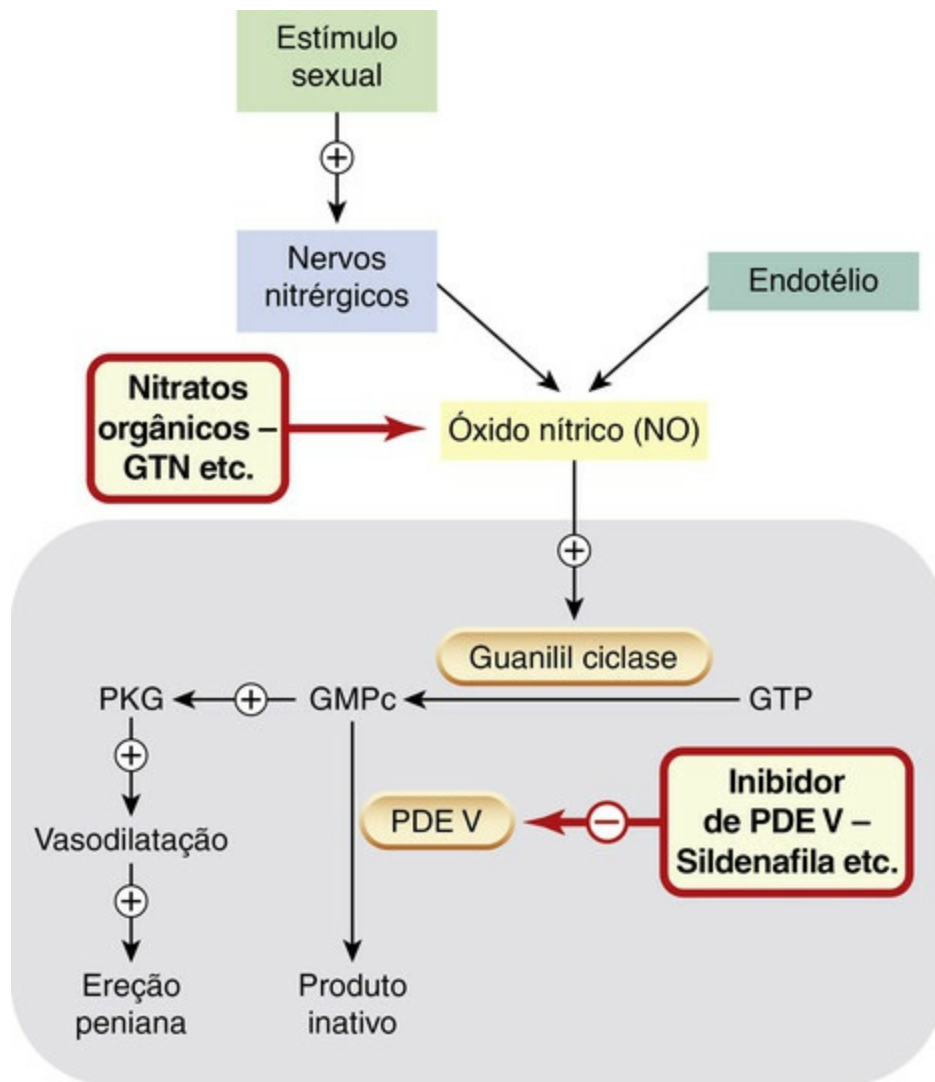 Estímulo
sexual
Nervos
nitrérgicos
Endotélio
Nitratos
orgânicos –
GTN etc.
Óxido nítrico (NO)
Guanilil ciclase
PKG
GMPc
GTP
PDE V
Inibidor
de PDE V –
Sildenafila etc.
Vasodilatação
Ereção
peniana
Produto
inativo